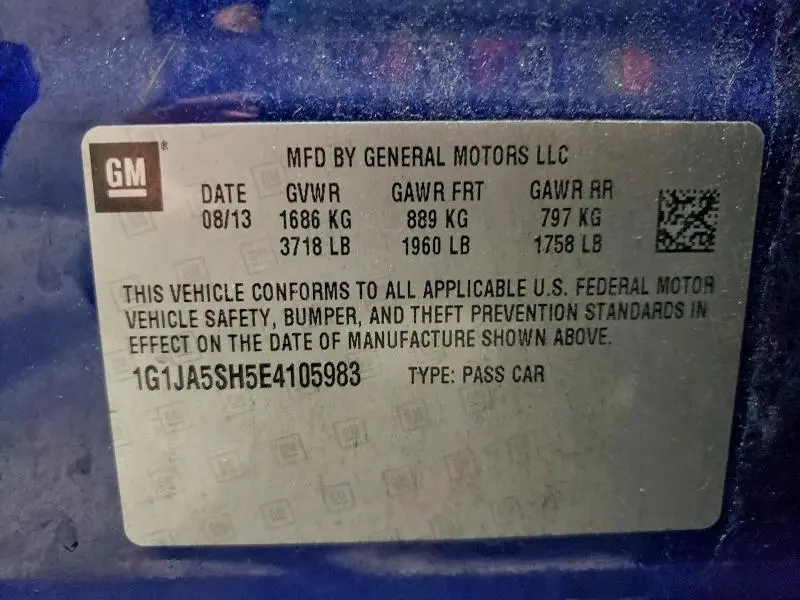 GM ® MFD BY GENERAL MOTORS LLC
DATE GVWR GAWR FRT GAWR RR
08/13 1686 KG 889 KG 797 KG
3718 LB 1960 LB 1758 LB
THIS VEHICLE CONFORMS TO ALL APPLICABLE U.S. FEDERAL MOTOR
VEHICLE SAFETY, BUMPER, AND THEFT PREVENTION STANDARDS IN
EFFECT ON THE DATE OF MANUFACTURE SHOWN ABOVE.
1G1JA5SH5E4105983 TYPE: PASS CAR